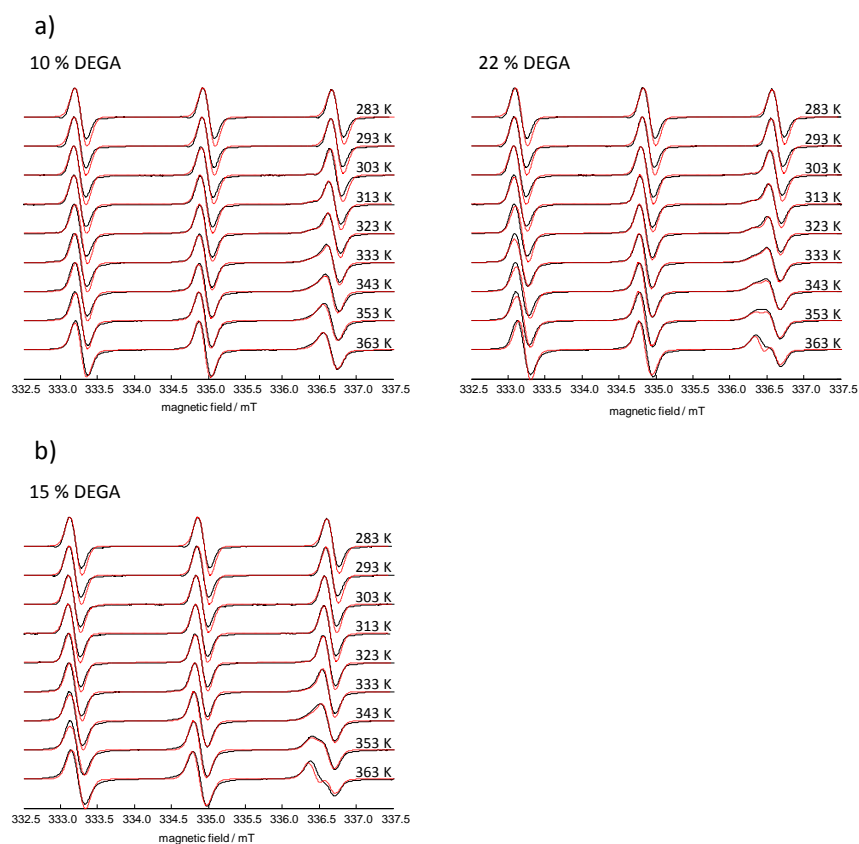 a)
10 % DEGA
283 K
293 K
303 K
313 K
323 K
333 K
343 K
353 K
363 K
332.5 333.0 333.5 334.0 334.5 335.0 335.5 336.0 336.5 337.0 337.5
magnetic field / mT
22 % DEGA
283 K
293 K
303 K
313 K
323 K
333 K
343 K
353 K
363 K
332.5 333.0 333.5 334.0 334.5 335.0 335.5 336.0 336.5 337.0 337.5
magnetic field / mT
b)
15 % DEGA
283 K
293 K
303 K
313 K
323 K
333 K
343 K
353 K
363 K
332.5 333.0 333.5 334.0 334.5 335.0 335.5 336.0 336.5 337.0 337.5
magnetic field / mT